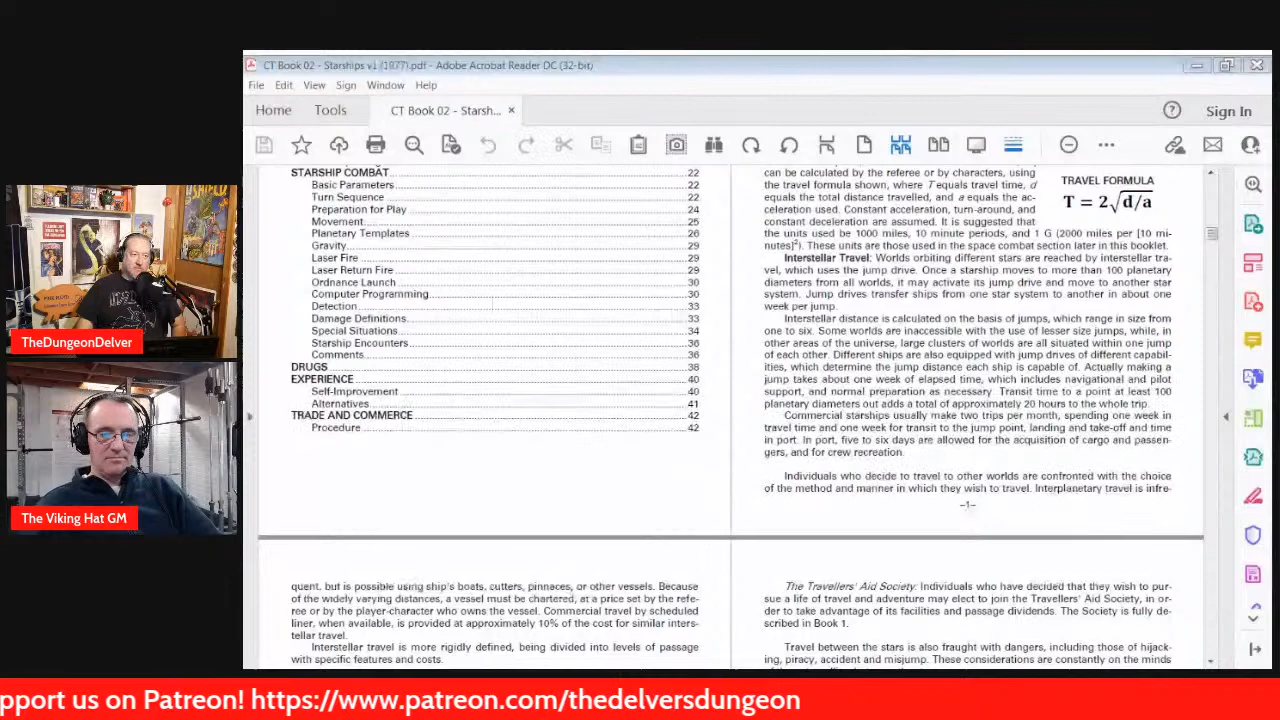 CT Book 02 - Starships v1 (1977).pdf - Adobe Acrobat Reader DC (32-bit)
File Edit View Sign Window Help
Home Tools CT Book 02 - Starsh... × Sign In
STARSHIP COMBAT 22
Basic Parameters 22
Turn Sequence 22
Preparation for Play 24
Movement 25
Planetary Templates 26
Gravity 29
Laser Fire 29
Laser Return Fire 29
Ordnance Launch 30
Computer Programming 30
Detection 33
Damage Definitions 33
Special Situations 34
Starship Encounters 36
Comments 36
DRUGS 38
EXPERIENCE 40
Self-Improvement 40
Alternatives 41
TRADE AND COMMERCE 42
Procedure 42
can be calculated by the referee or by characters, using
the travel formula shown, where T equals travel time, d
equals the total distance travelled, and a equals the ac-
celeration used. Constant acceleration, turn-around, and
constant deceleration are assumed. It is suggested that
the units used be 1000 miles, 10 minute periods, and 1 G (2000 miles per [10 mi-
nutes]²). These units are those used in the space combat section later in this booklet.
TRAVEL FORMULA
T = 2√d/a
Interstellar Travel: Worlds orbiting different stars are reached by interstellar tra-
vel, which uses the jump drive. Once a starship moves to more than 100 planetary
diameters from all worlds, it may activate its jump drive and move to another star
system. Jump drives transfer ships from one star system to another in about one
week per jump.
Interstellar distance is calculated on the basis of jumps, which range in size from
one to six. Some worlds are inaccessible with the use of lesser size jumps, while, in
other areas of the universe, large clusters of worlds are all situated within one jump
of each other. Different ships are also equipped with jump drives of different capabil-
ities, which determine the jump distance each ship is capable of. Actually making a
jump takes about one week of elapsed time, which includes navigational and pilot
support, and normal preparation as necessary. Transit time to a point at least 100
planetary diameters out adds a total of approximately 20 hours to the whole trip.
Commercial starships usually make two trips per month, spending one week in
travel time and one week for transit to the jump point, landing and take-off and time
in port. In port, five to six days are allowed for the acquisition of cargo and passen-
gers, and for crew recreation.
Individuals who decide to travel to other worlds are confronted with the choice
of the method and manner in which they wish to travel. Interplanetary travel is infre-
–1–
quent, but is possible using ship's boats, cutters, pinnaces, or other vessels. Because
of the widely varying distances, a vessel must be chartered, at a price set by the refe-
ree or by the player-character who owns the vessel. Commercial travel by scheduled
liner, when available, is provided at approximately 10% of the cost for similar inters-
tellar travel.
Interstellar travel is more rigidly defined, being divided into levels of passage
with specific features and costs.
The Travellers' Aid Society: Individuals who have decided that they wish to pur-
sue a life of travel and adventure may elect to join the Travellers' Aid Society, in or-
der to take advantage of its facilities and passage dividends. The Society is fully de-
scribed in Book 1.
Travel between the stars is also fraught with dangers, including those of hijack-
ing, piracy, accident and misjump. These considerations are constantly on the minds
TheDungeonDelver
The Viking Hat GM
pport us on Patreon! https://www.patreon.com/thedelversdungeon